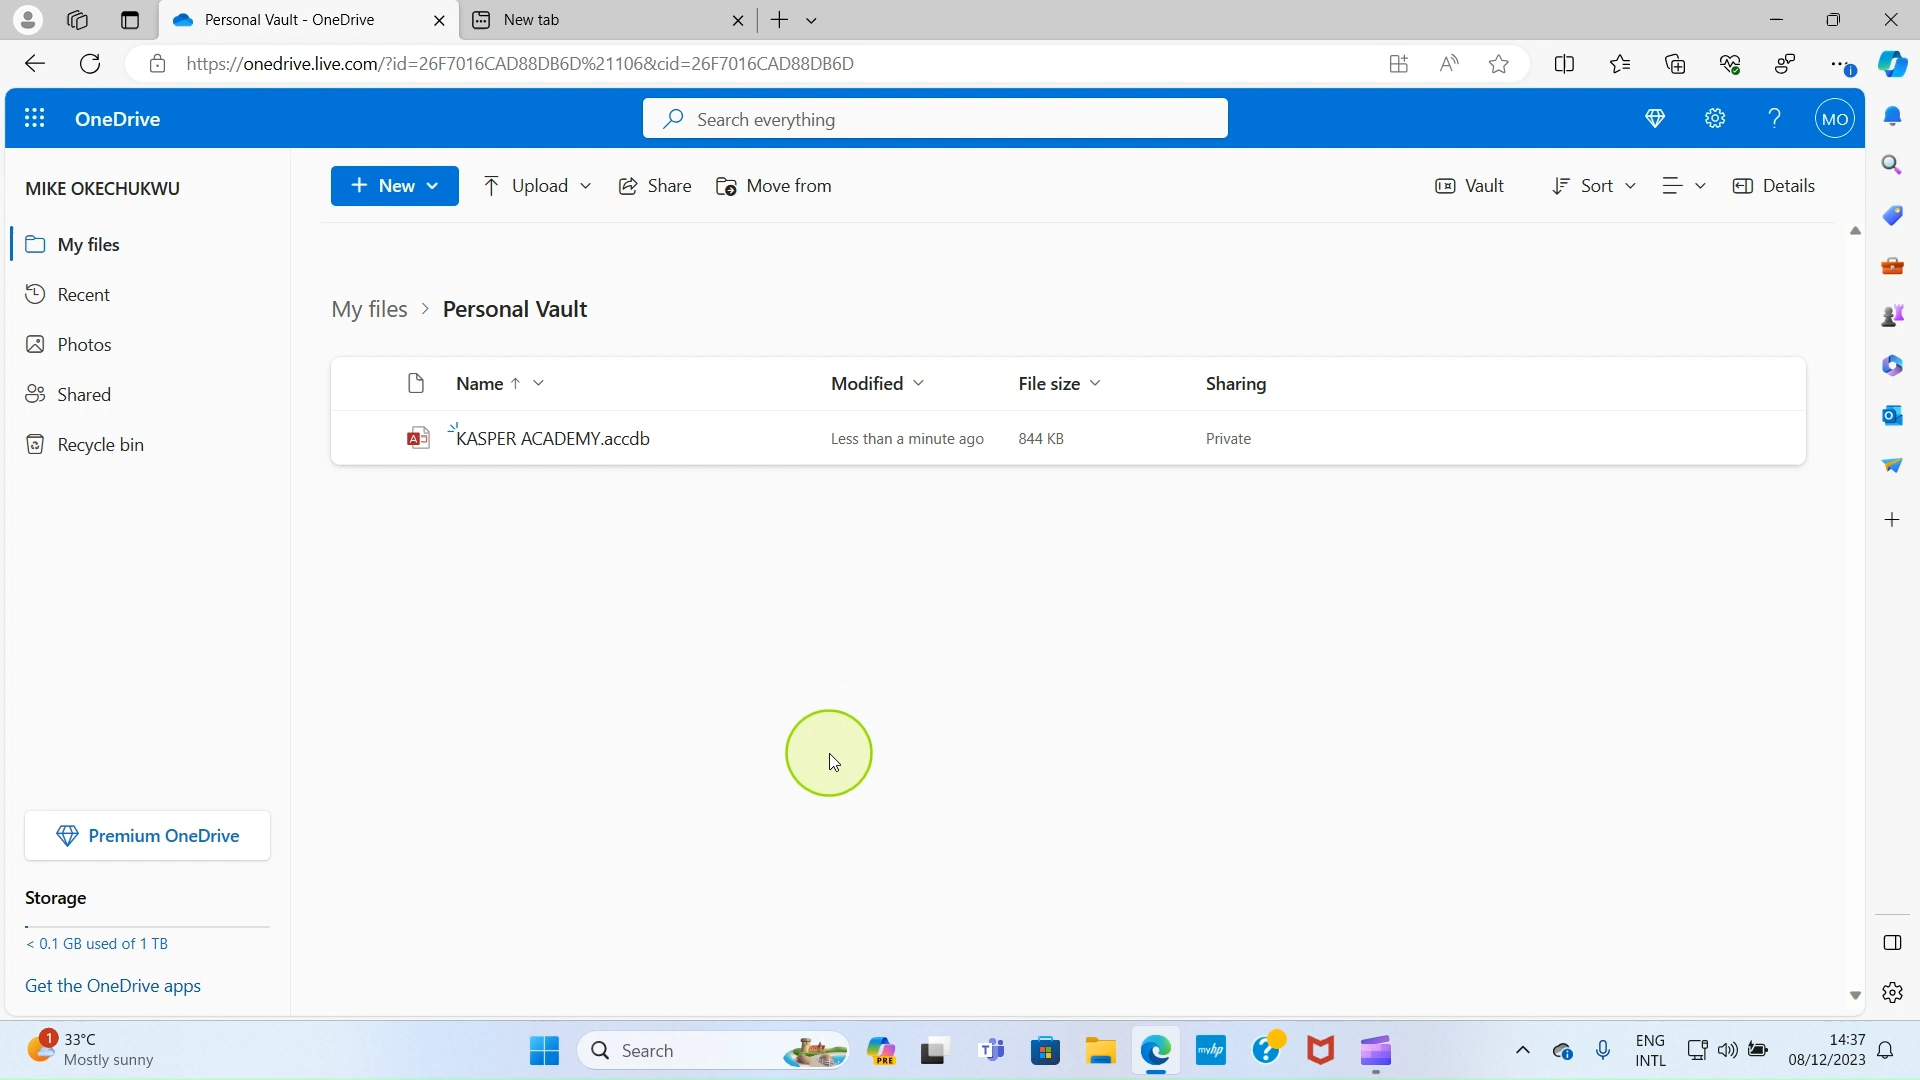 Personal Vault - OneDrive
New tab
https://onedrive.live.com/?id=26F7016CAD88DB6D%21106&cid=26F7016CAD88DB6D
OneDrive
Search everything
MO
MIKE OKECHUKWU
My files
Recent
Photos
Shared
Recycle bin
Premium OneDrive
Storage
< 0.1 GB used of 1 TB
Get the OneDrive apps
New
Upload
Share
Move from
Vault
Sort
Details
My files > Personal Vault
Name
Modified
File size
Sharing
KASPER ACADEMY.accdb
Less than a minute ago
844 KB
Private
1
33°C
Mostly sunny
Search
PRE
myhp
ENG
INTL
14:37
08/12/2023